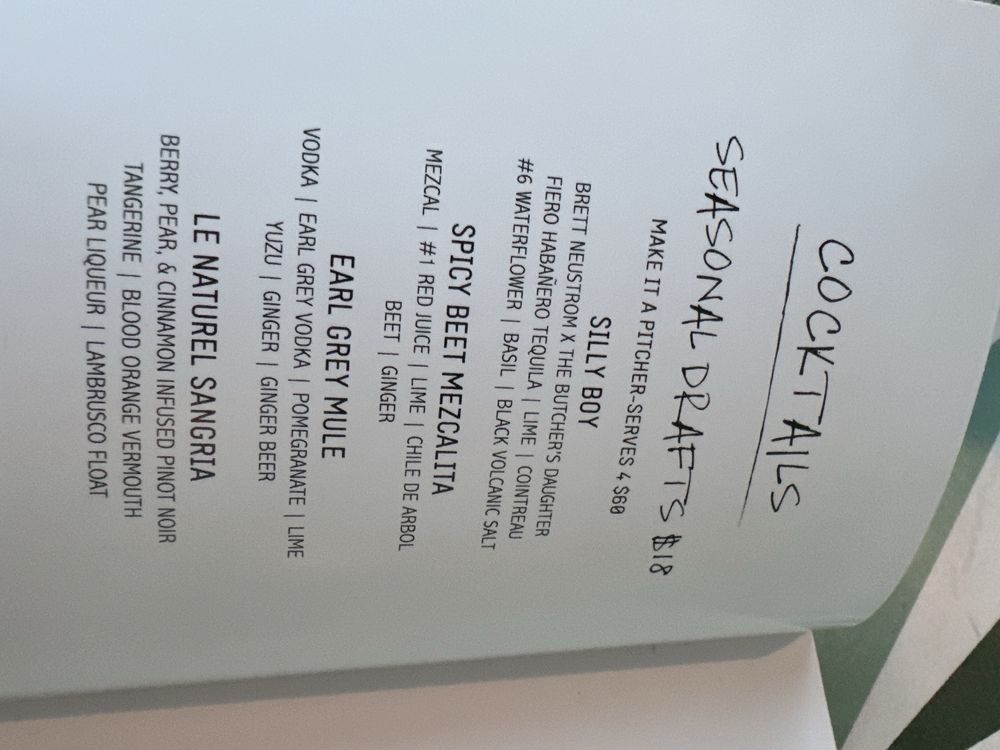 COCKTAILS
SEASONAL DRAFTS $18
MAKE IT A PITCHER-SERVES 4 $60
SILLY BOY
BRETT NEUSTROM X THE BUTCHER'S DAUGHTER
FIERO HABAÑERO TEQUILA | LIME | COINTREAU
#6 WATERFLOWER | BASIL | BLACK VOLCANIC SALT
SPICY BEET MEZCALITA
MEZCAL | #1 RED JUICE | LIME | CHILE DE ARBOL
BEET | GINGER
EARL GREY MULE
VODKA | EARL GREY VODKA | POMEGRANATE | LIME
YUZU | GINGER | GINGER BEER
LE NATUREL SANGRIA
BERRY, PEAR, & CINNAMON INFUSED PINOT NOIR
TANGERINE | BLOOD ORANGE VERMOUTH
PEAR LIQUEUR | LAMBRUSCO FLOAT